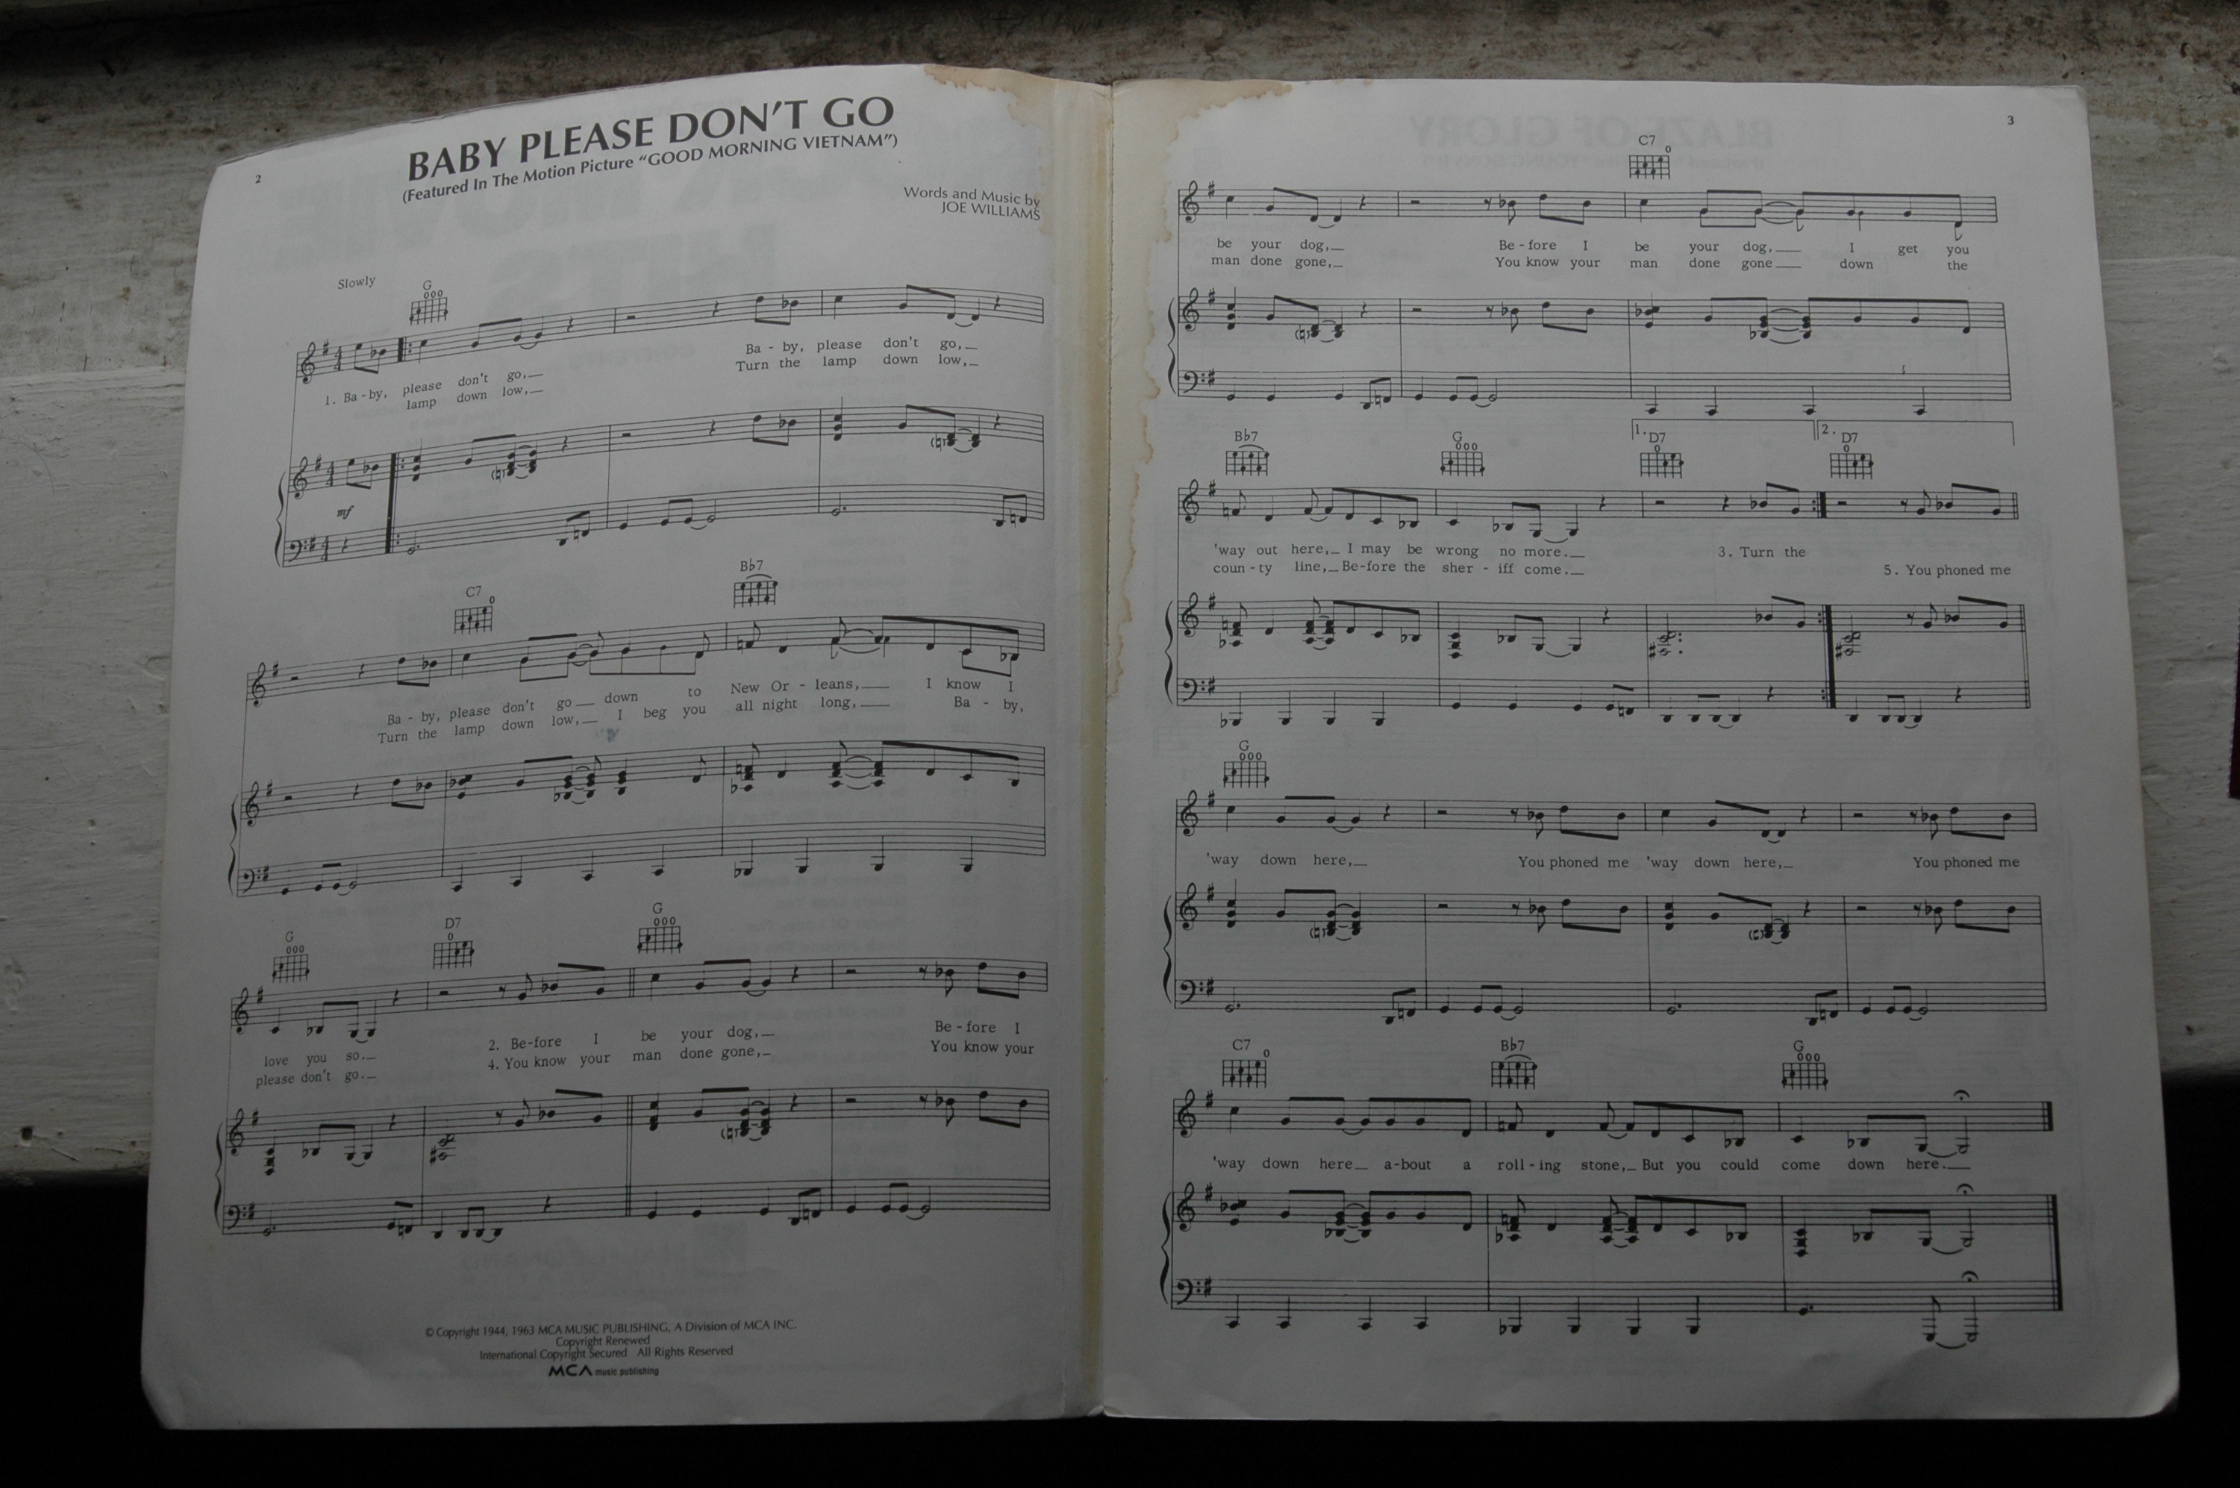 2
BABY PLEASE DON'T GO
(Featured In The Motion Picture "GOOD MORNING VIETNAM")
Words and Music by
JOE WILLIAMS
Slowly
G
1. Ba - by, please don't go, Ba - by, please don't go,
lamp down low, Turn the lamp down low,
mf
C7 Bb7
Ba - by, please don't go down to New Or - leans, I know I
Turn the lamp down low, I beg you all night long, Ba - by,
G D7 G
love you so. 2. Be-fore I be your dog, Be - fore I
please don't go. 4. You know your man done gone, You know your
© Copyright 1944, 1963 MCA MUSIC PUBLISHING, A Division of MCA INC.
Copyright Renewed
International Copyright Secured All Rights Reserved
MCA music publishing
3
C7
be your dog, Be - fore I be your dog, I get you
man done gone, You know your man done gone down the
Bb7 G 1. D7 2. D7
'way out here, I may be wrong no more. 3. Turn the
coun - ty line, Be-fore the sher - iff come. 5. You phoned me
G
'way down here, You phoned me 'way down here, You phoned me
C7 Bb7 G
'way down here a-bout a roll - ing stone, But you could come down here.